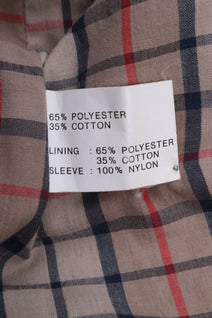 65% POLYESTER
35% COTTON
LINING : 65% POLYESTER
35% COTTON
SLEEVE : 100% NYLON